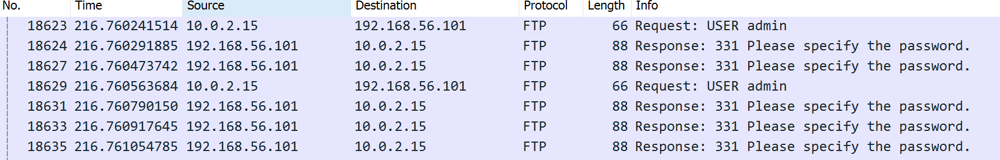 No. Time Source Destination Protocol Length Info
18623 216.760241514 10.0.2.15 192.168.56.101 FTP 66 Request: USER admin
18624 216.760291885 192.168.56.101 10.0.2.15 FTP 88 Response: 331 Please specify the password.
18627 216.760473742 192.168.56.101 10.0.2.15 FTP 88 Response: 331 Please specify the password.
18629 216.760563684 10.0.2.15 192.168.56.101 FTP 66 Request: USER admin
18631 216.760790150 192.168.56.101 10.0.2.15 FTP 88 Response: 331 Please specify the password.
18633 216.760917645 192.168.56.101 10.0.2.15 FTP 88 Response: 331 Please specify the password.
18635 216.761054785 192.168.56.101 10.0.2.15 FTP 88 Response: 331 Please specify the password.